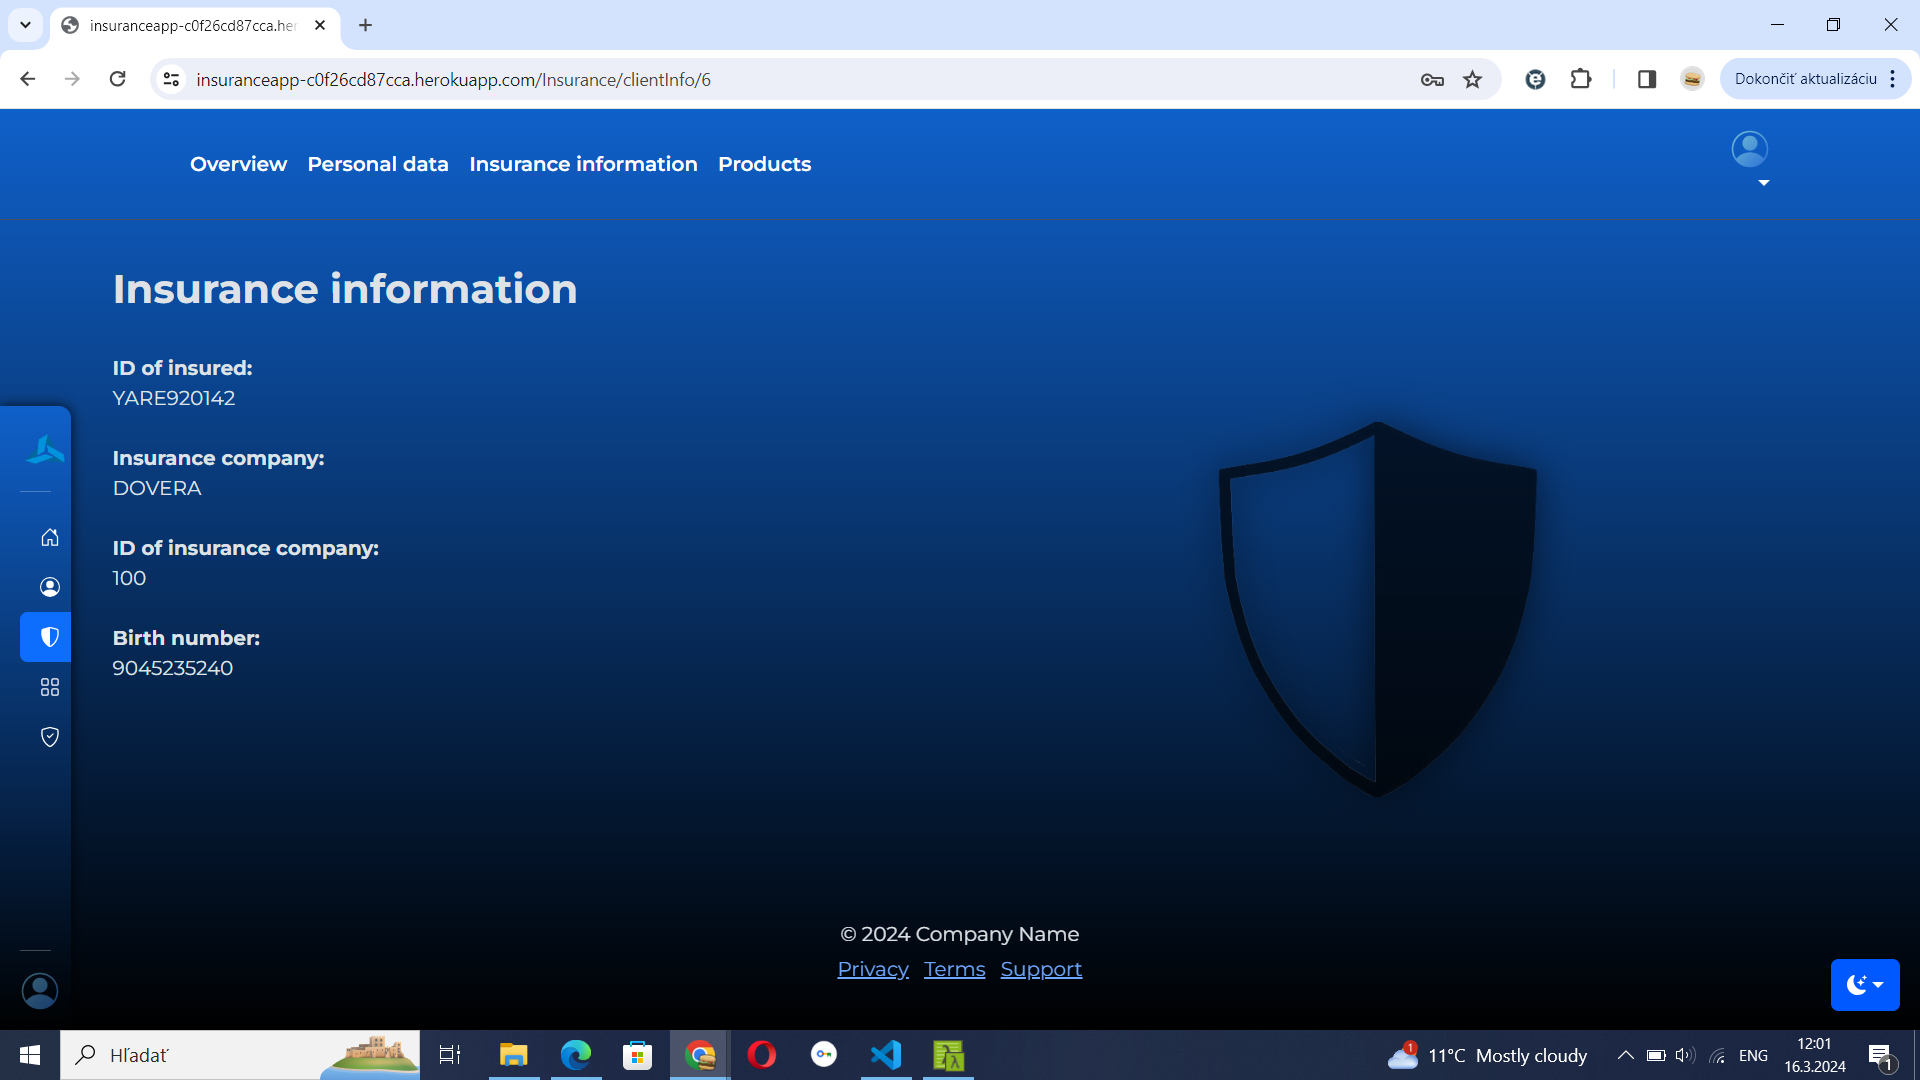 insuranceapp-c0f26cd87cca.her
insuranceapp-c0f26cd87cca.herokuapp.com/Insurance/clientInfo/6
Dokončiť aktualizáciu
Overview Personal data Insurance information Products
Insurance information
ID of insured:
YARE920142
Insurance company:
DOVERA
ID of insurance company:
100
Birth number:
9045235240
© 2024 Company Name
Privacy Terms Support
Hľadať
1
11°C Mostly cloudy
ENG
12:01
16.3.2024
1